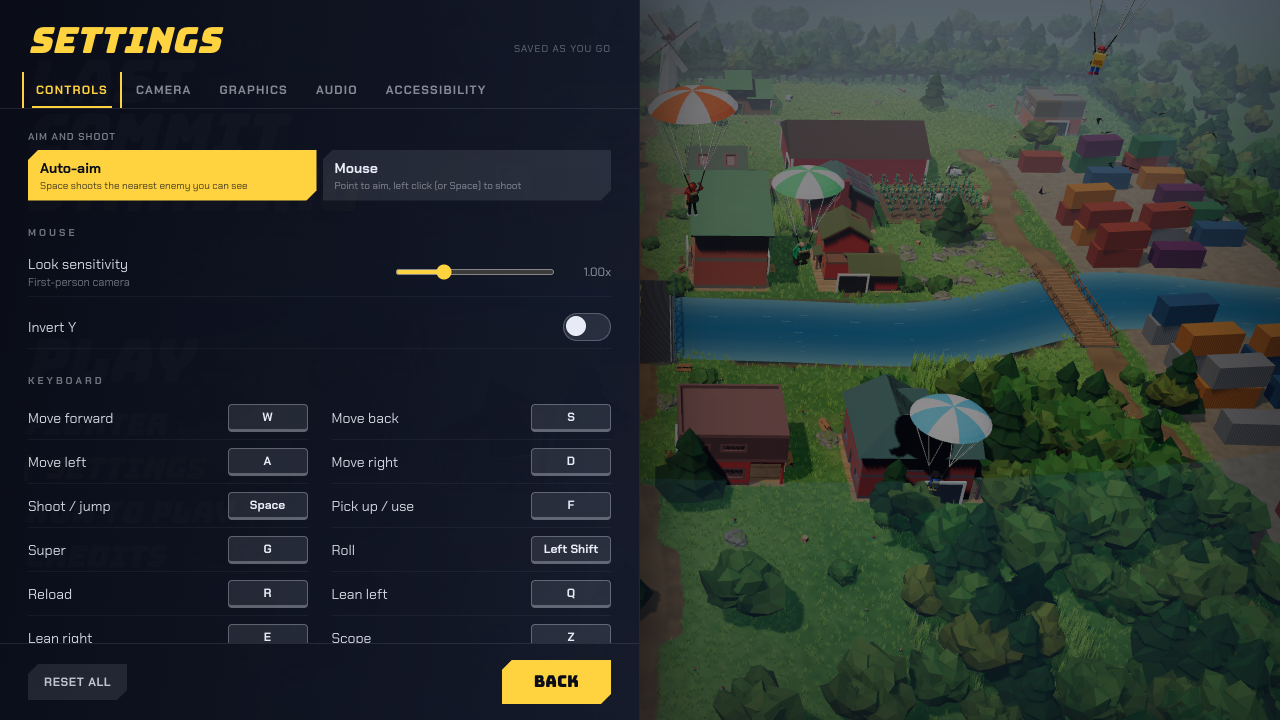 SETTINGS
SAVED AS YOU GO
CONTROLS CAMERA GRAPHICS AUDIO ACCESSIBILITY
AIM AND SHOOT
Auto-aim
Space shoots the nearest enemy you can see
Mouse
Point to aim, left click (or Space) to shoot
MOUSE
Look sensitivity
First-person camera
1.00x
Invert Y
KEYBOARD
Move forward W Move back S
Move left A Move right D
Shoot / jump Space Pick up / use F
Super G Roll Left Shift
Reload R Lean left Q
Lean right E Scope Z
RESET ALL BACK